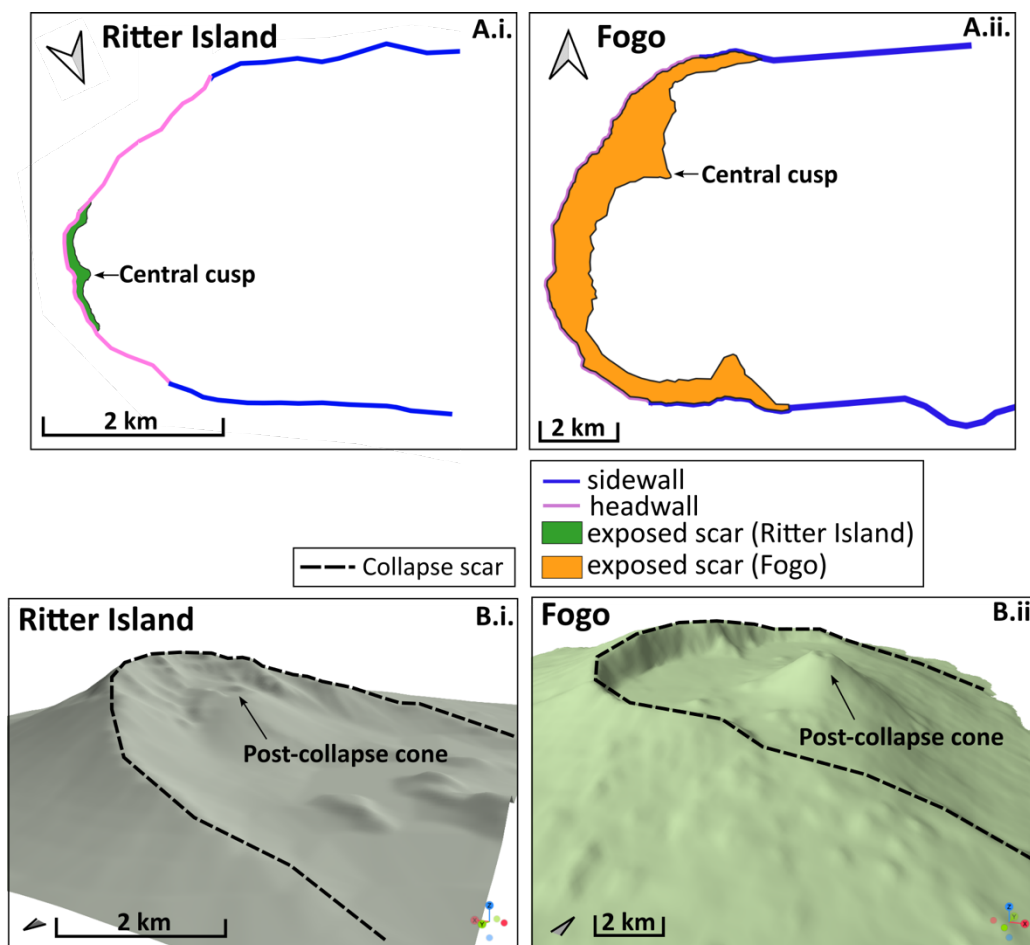 Ritter Island
A.i.
Central cusp
2 km
Fogo
A.ii.
Central cusp
2 km
sidewall
headwall
exposed scar (Ritter Island)
exposed scar (Fogo)
Collapse scar
Ritter Island
B.i.
Post-collapse cone
2 km
X
Y
Z
Fogo
B.ii
Post-collapse cone
2 km
Z
Y
X